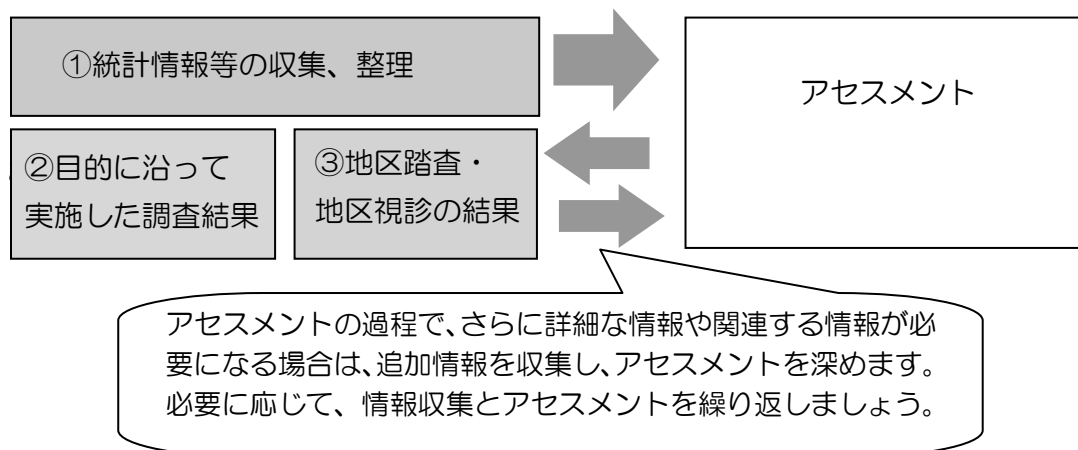 ①統計情報等の収集、整理
アセスメント
②目的に沿って
実施した調査結果
③地区踏査・
地区視診の結果
アセスメントの過程で、さらに詳細な情報や関連する情報が必
要になる場合は、追加情報を収集し、アセスメントを深めます。
必要に応じて、情報収集とアセスメントを繰り返しましょう。